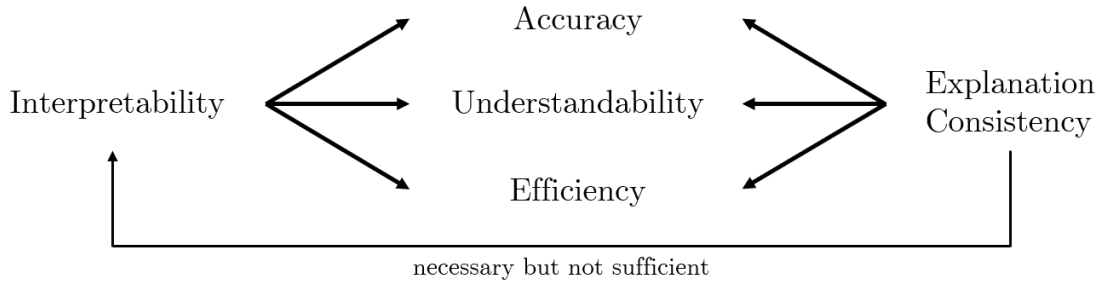 Accuracy
Interpretability
Understandability
Explanation
Consistency
Efficiency
necessary but not sufficient